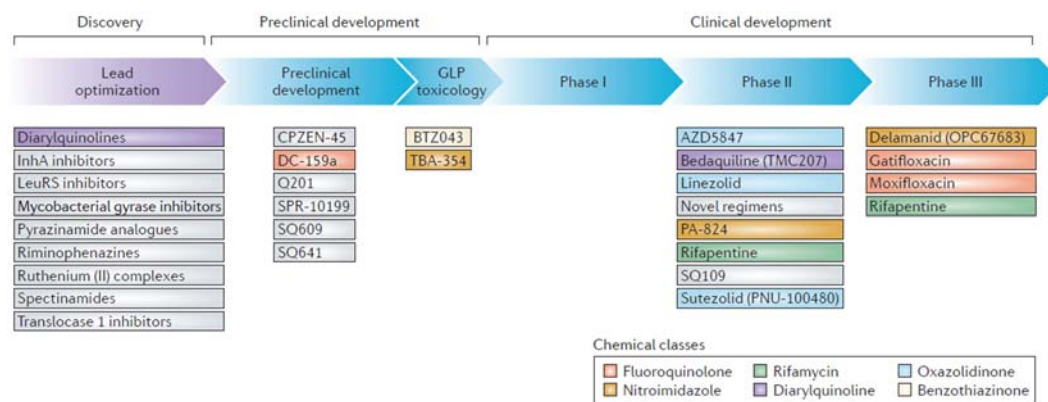 Discovery
Preclinical development
Clinical development
Lead
optimization
Preclinical
development
GLP
toxicology
Phase I
Phase II
Phase III
Diarylquinolines
InhA inhibitors
LeuRS inhibitors
Mycobacterial gyrase inhibitors
Pyrazinamide analogues
Riminophenazines
Ruthenium (II) complexes
Spectinamides
Translocase 1 inhibitors
CPZEN-45
DC-159a
Q201
SPR-10199
SQ609
SQ641
BTZ043
TBA-354
AZD5847
Bedaquiline (TMC207)
Linezolid
Novel regimens
PA-824
Rifapentine
SQ109
Sutezolid (PNU-100480)
Delamanid (OPC67683)
Gatifloxacin
Moxifloxacin
Rifapentine
Chemical classes
Fluoroquinolone
Rifamycin
Oxazolidinone
Nitroimidazole
Diarylquinoline
Benzothiazinone